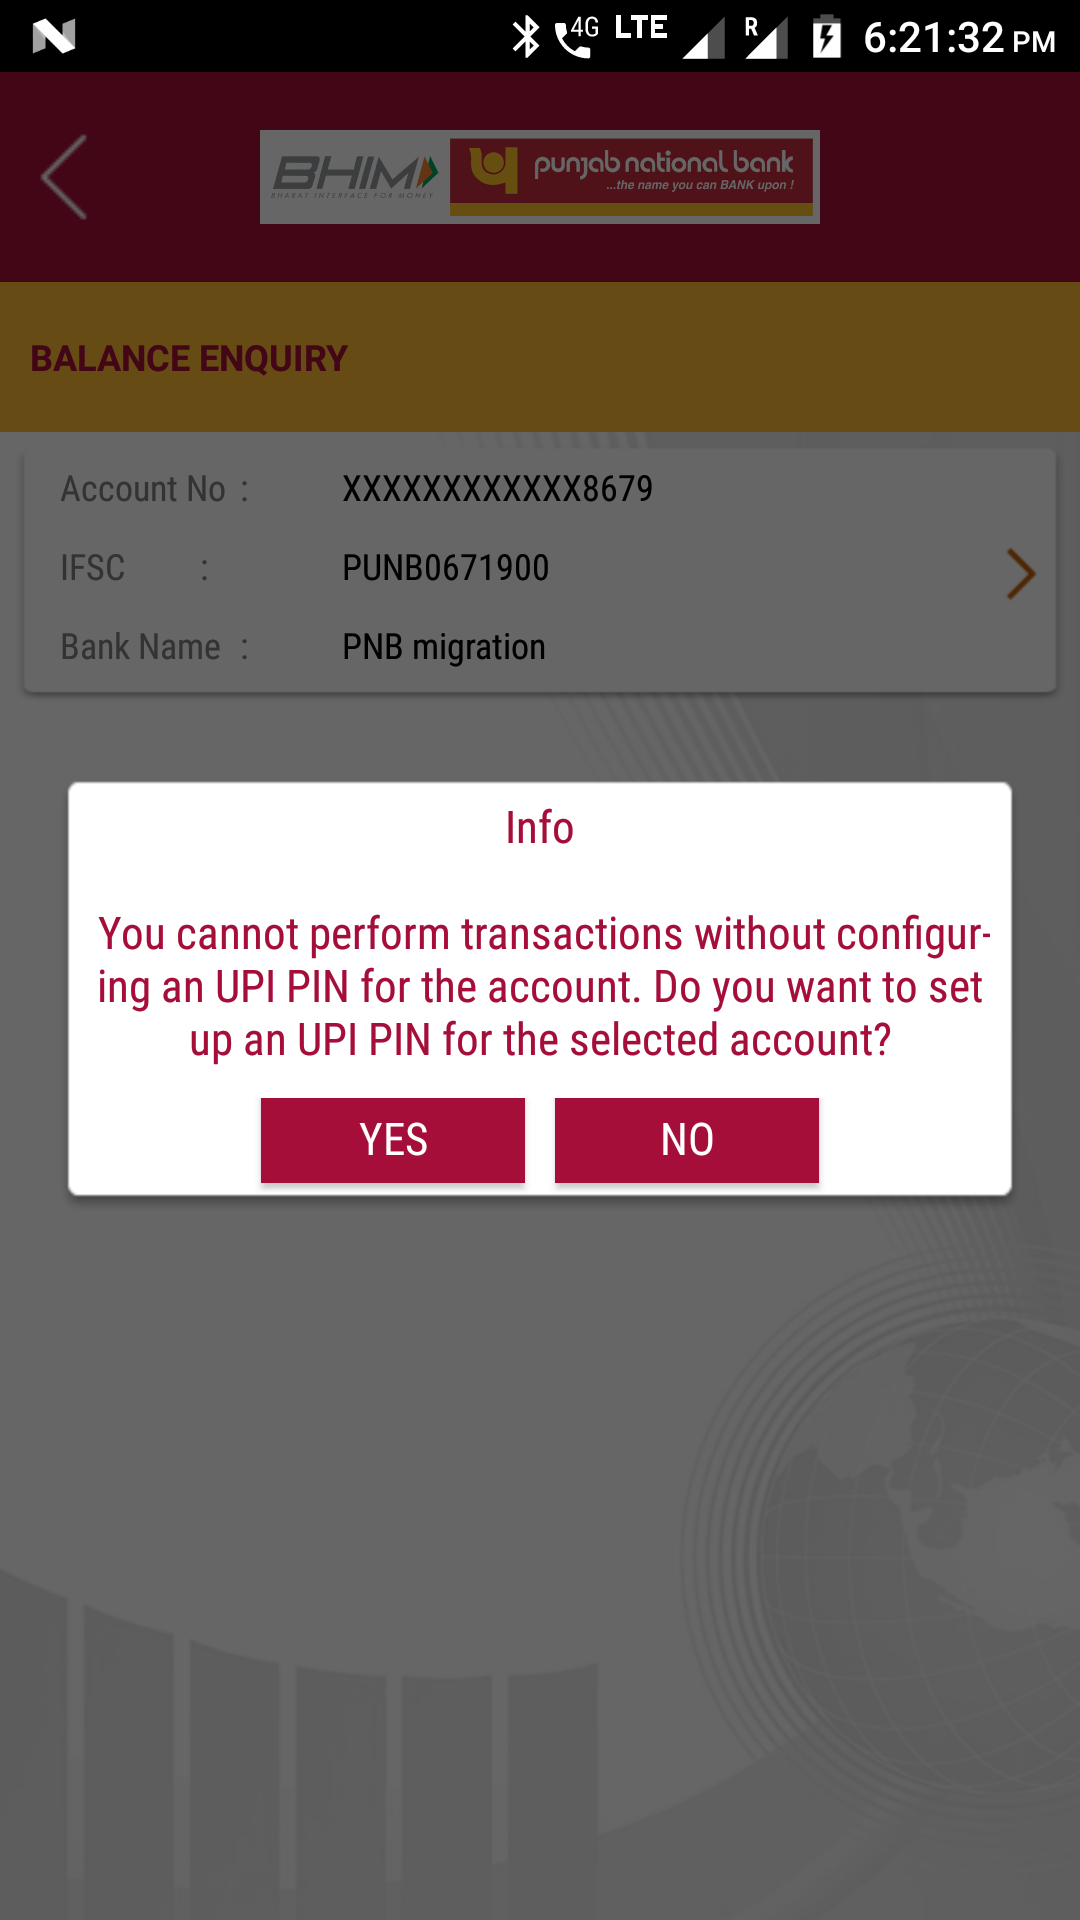 4G LTE R 6:21:32 PM
BHIM punjab national bank
BHARAT INTERFACE FOR MONEY ...the name you can BANK upon !
BALANCE ENQUIRY
Account No : XXXXXXXXXXXX8679
IFSC : PUNB0671900
Bank Name : PNB migration
Info
You cannot perform transactions without configur-
ing an UPI PIN for the account. Do you want to set
up an UPI PIN for the selected account?
YES NO